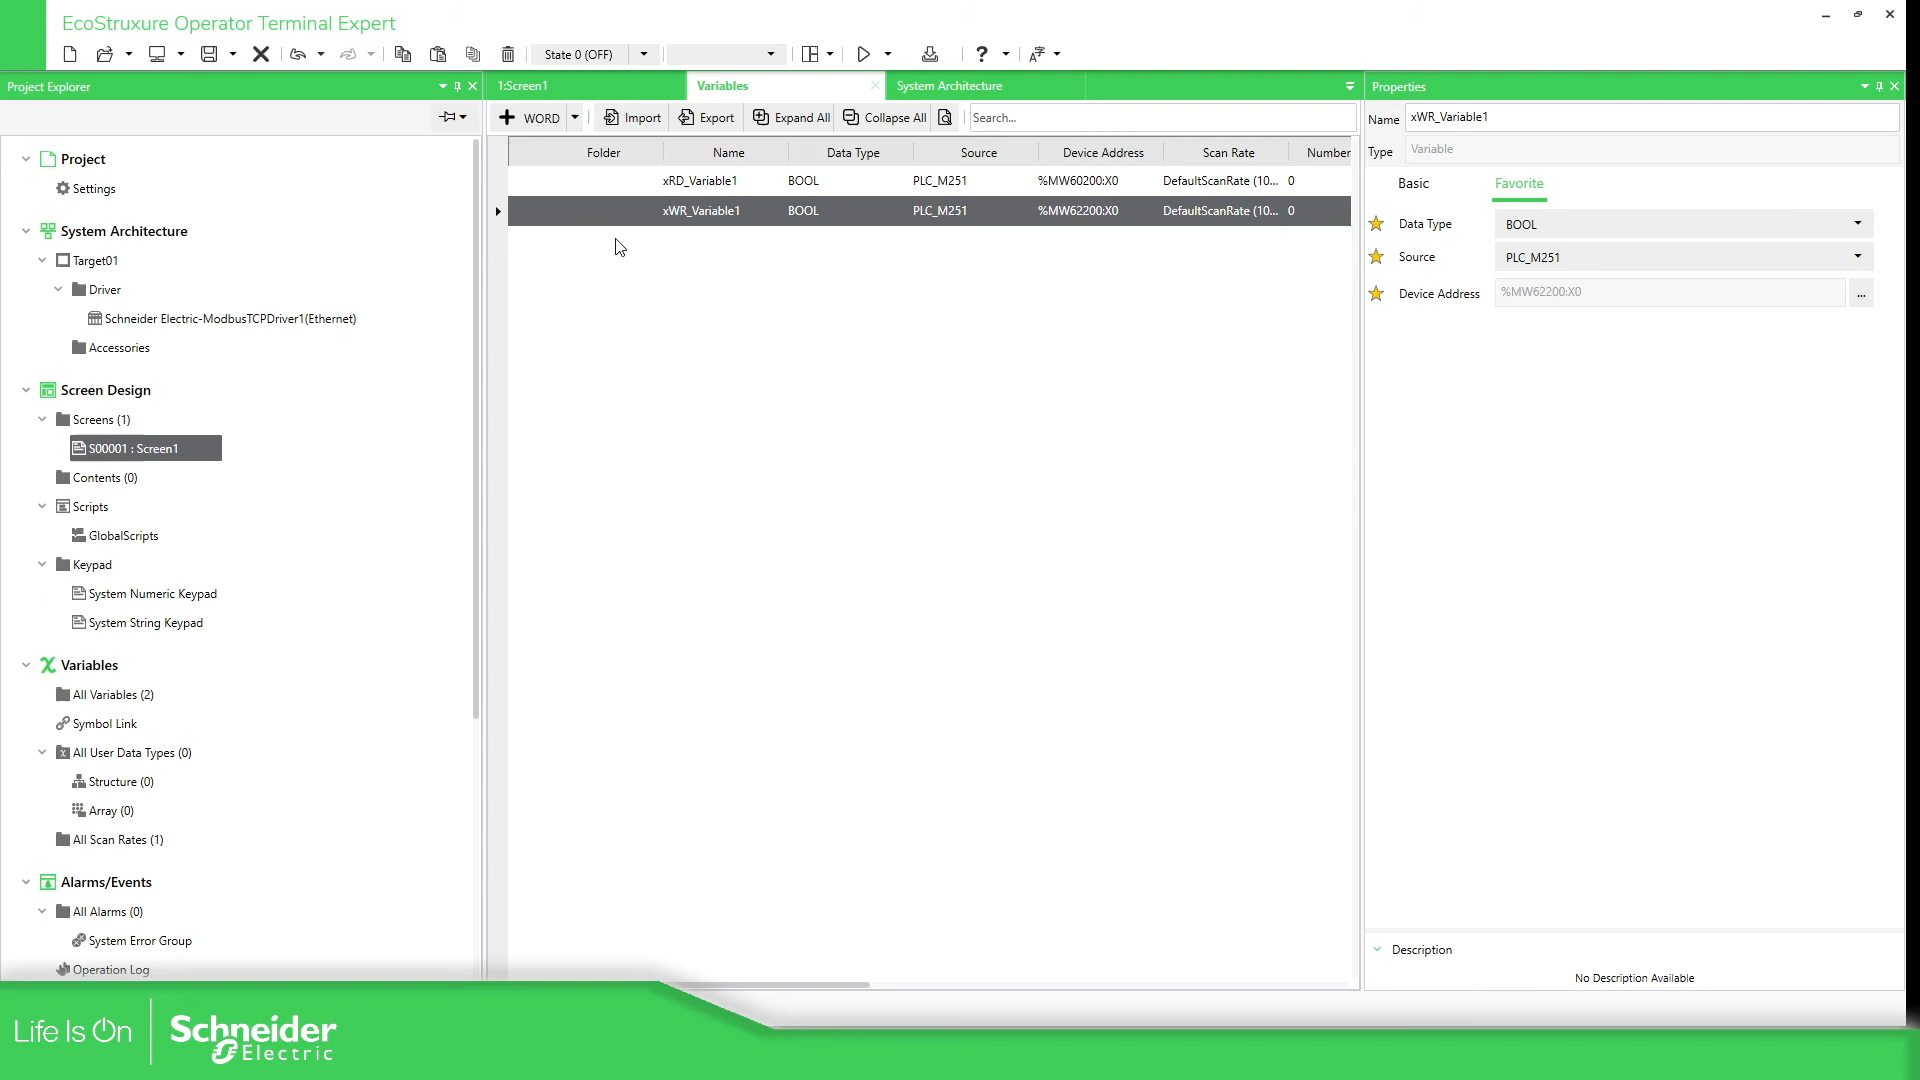 EcoStruxure Operator Terminal Expert
State 0 (OFF)
Project Explorer
1:Screen1
Variables
System Architecture
Properties
WORD
Import
Export
Expand All
Collapse All
Search...
Name
xWR_Variable1
Type
Variable
Folder
Name
Data Type
Source
Device Address
Scan Rate
Number
xRD_Variable1
BOOL
PLC_M251
%MW60200:X0
DefaultScanRate (10...
0
xWR_Variable1
BOOL
PLC_M251
%MW62200:X0
DefaultScanRate (10...
0
Basic
Favorite
Data Type
BOOL
Source
PLC_M251
Device Address
%MW62200:X0
...
Project
Settings
System Architecture
Target01
Driver
Schneider Electric-ModbusTCPDriver1(Ethernet)
Accessories
Screen Design
Screens (1)
S00001 : Screen1
Contents (0)
Scripts
GlobalScripts
Keypad
System Numeric Keypad
System String Keypad
Variables
All Variables (2)
Symbol Link
All User Data Types (0)
Structure (0)
Array (0)
All Scan Rates (1)
Alarms/Events
All Alarms (0)
System Error Group
Operation Log
Description
No Description Available
Life Is On
Schneider
Electric